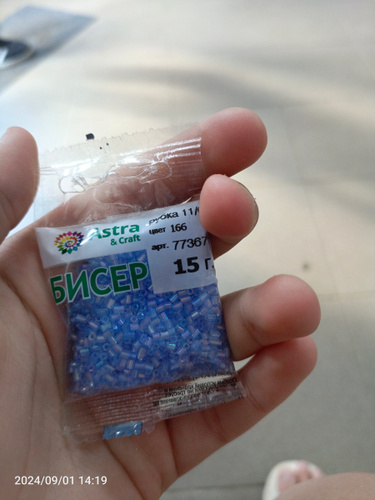 Astra
& Craft
рубка 11/
цвет 166
арт. 77367
БИСЕР
15 г.
2024/09/01 14:19